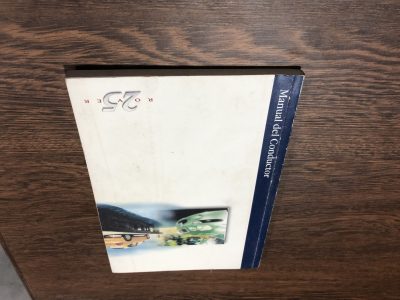 Manual del Conductor
25
ROVER